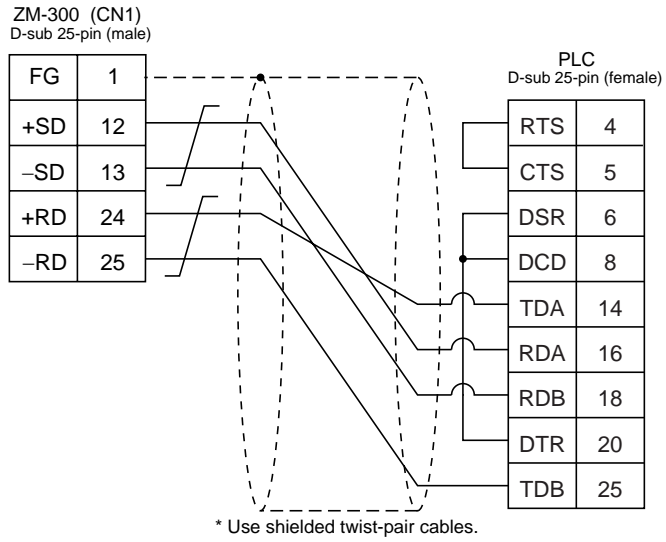 ZM-300 (CN1)
D-sub 25-pin (male)
FG 1
+SD 12
−SD 13
+RD 24
−RD 25
PLC
D-sub 25-pin (female)
RTS 4
CTS 5
DSR 6
DCD 8
TDA 14
RDA 16
RDB 18
DTR 20
TDB 25
* Use shielded twist-pair cables.